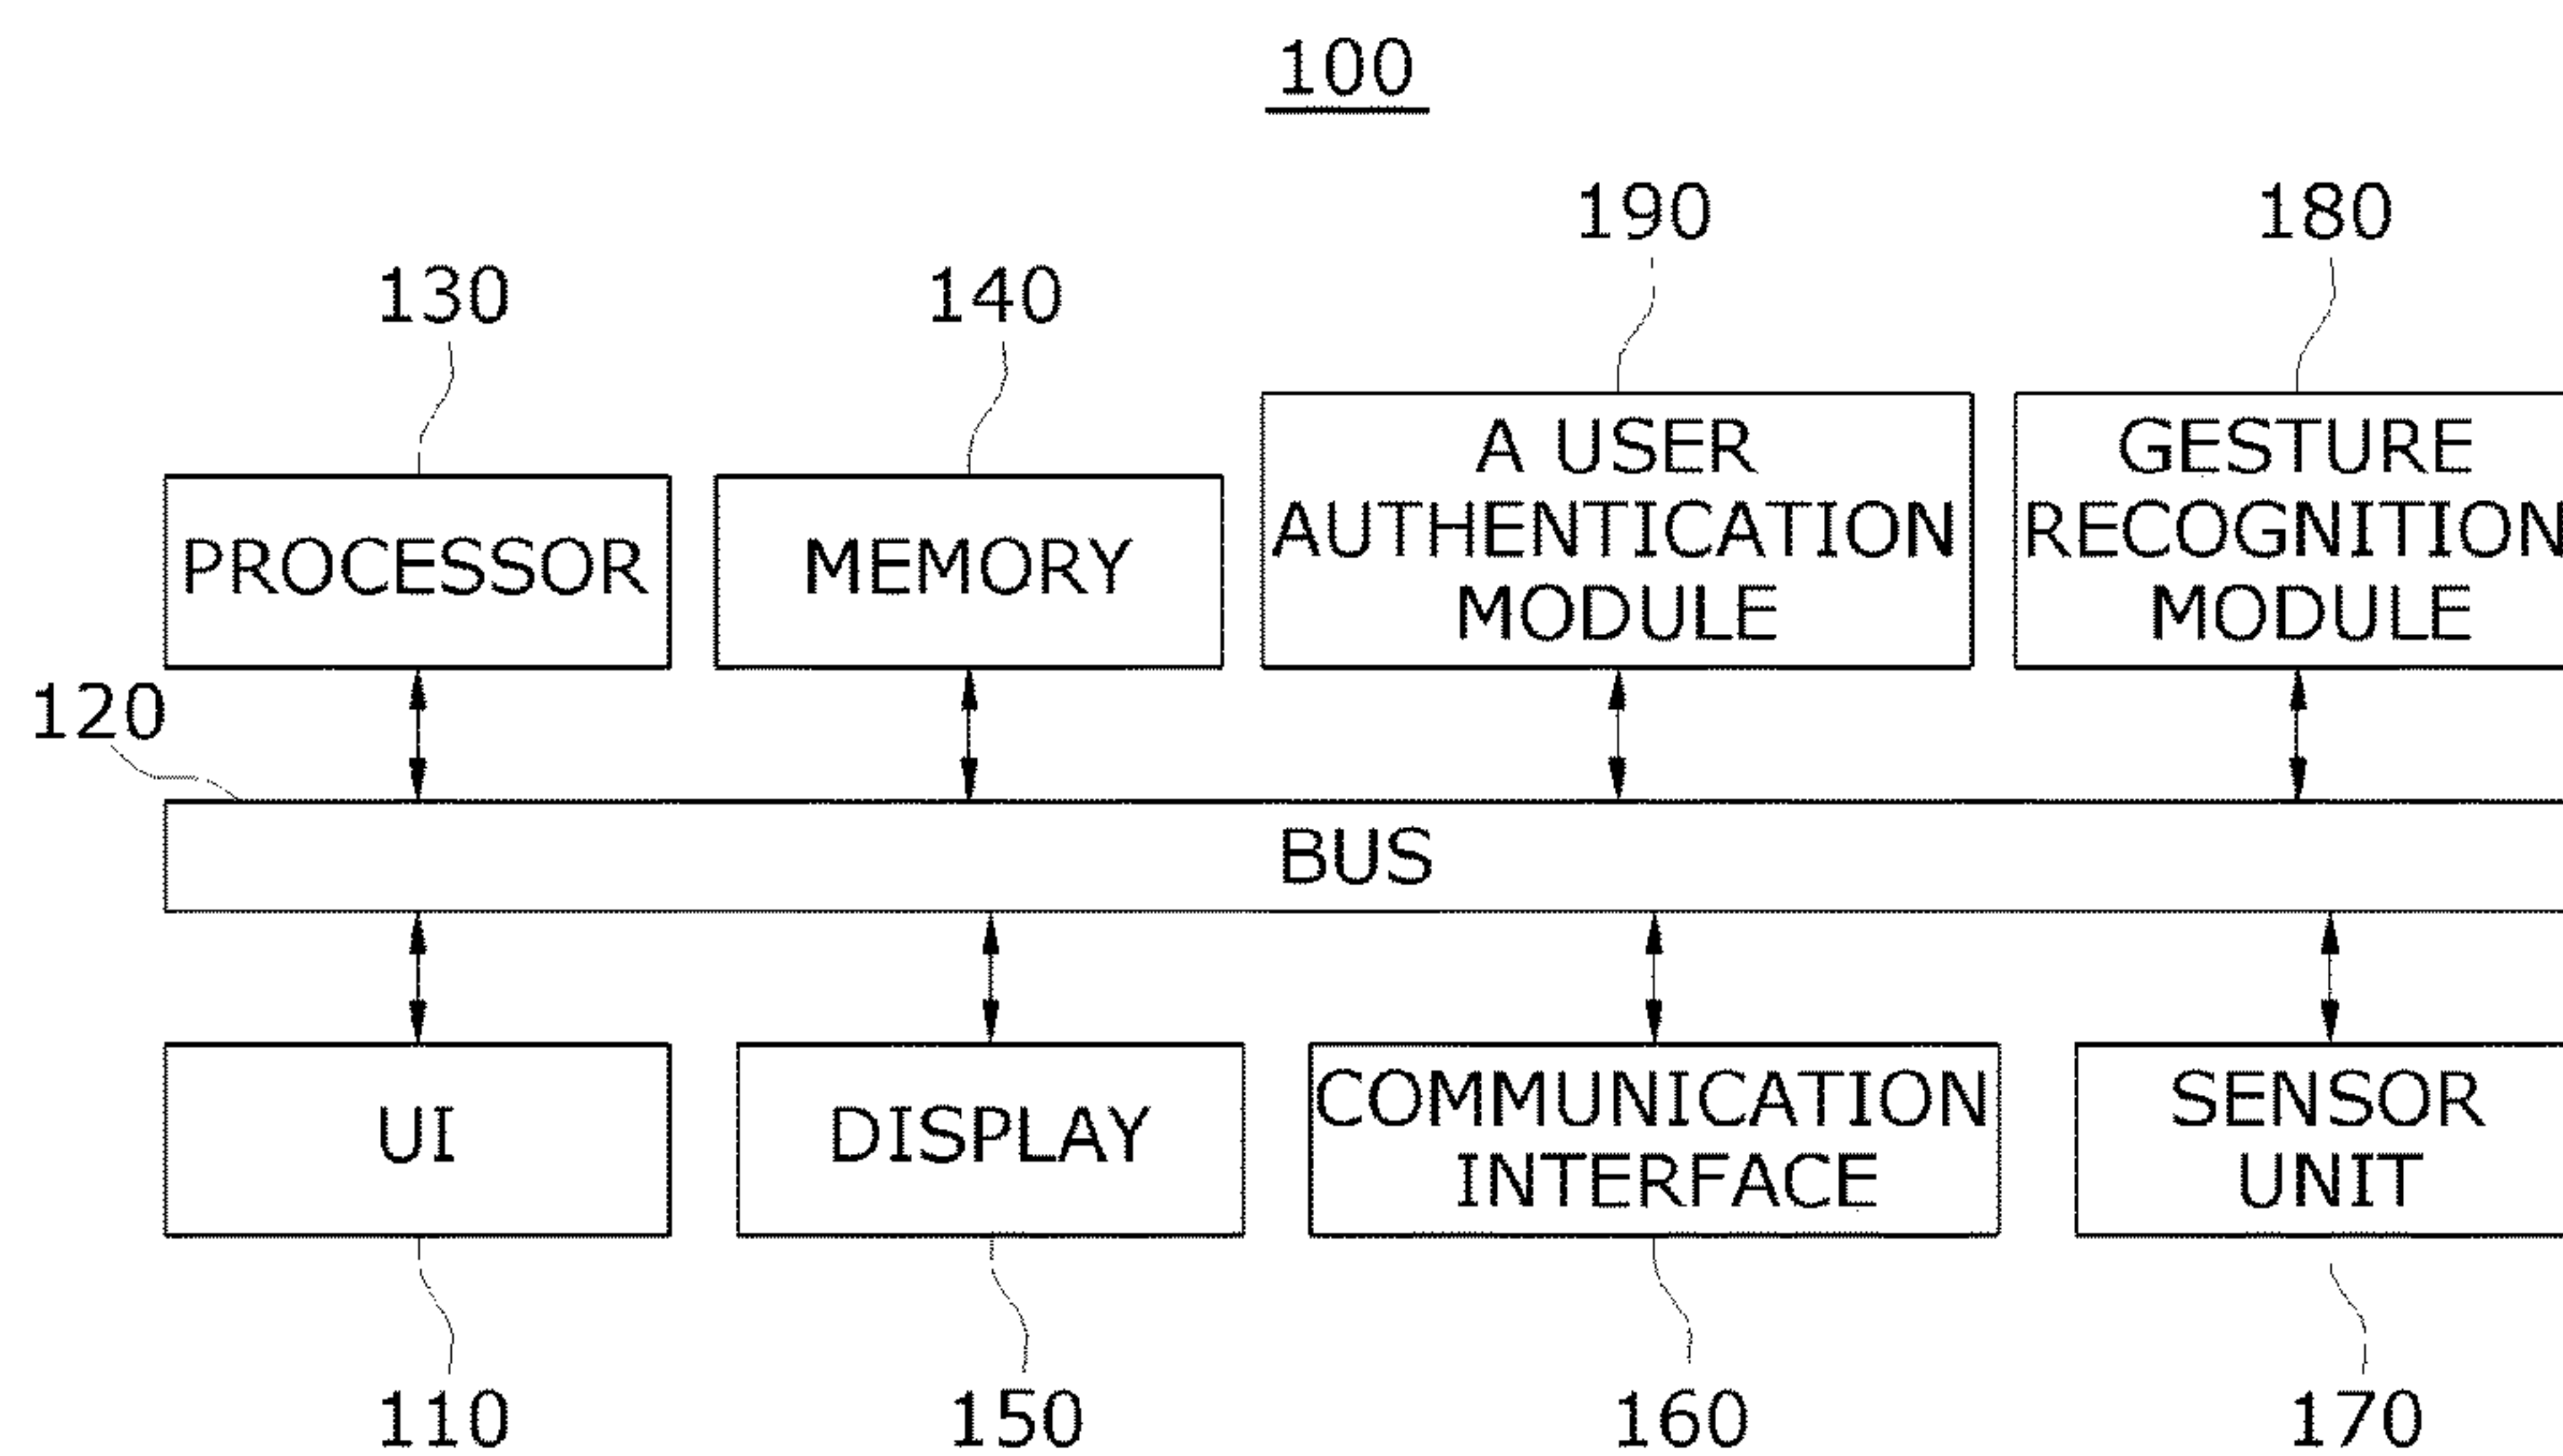 100
190
180
130
140
A USER
AUTHENTICATION
MODULE
GESTURE
RECOGNITION
MODULE
PROCESSOR
MEMORY
120
BUS
UI
DISPLAY
COMMUNICATION
INTERFACE
SENSOR
UNIT
110
150
160
170